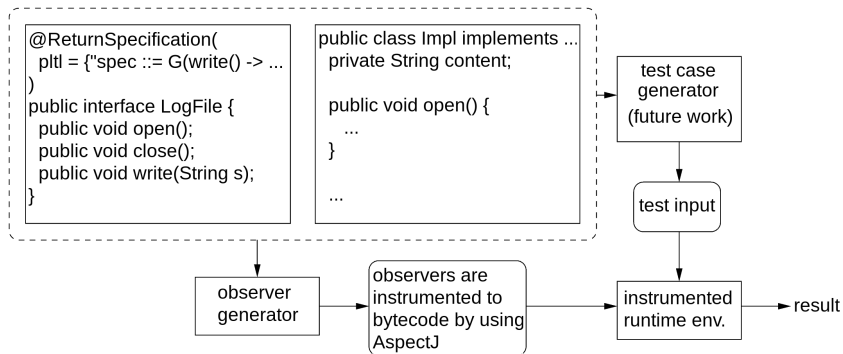 @ReturnSpecification(
pltl = {"spec ::= G(write() -> ...
)
public interface LogFile {
public void open();
public void close();
public void write(String s);
}
public class Impl implements ...
private String content;
public void open() {
...
}
...
test case
generator
(future work)
test input
observer
generator
observers are
instrumented to
bytecode by using
AspectJ
instrumented
runtime env.
result